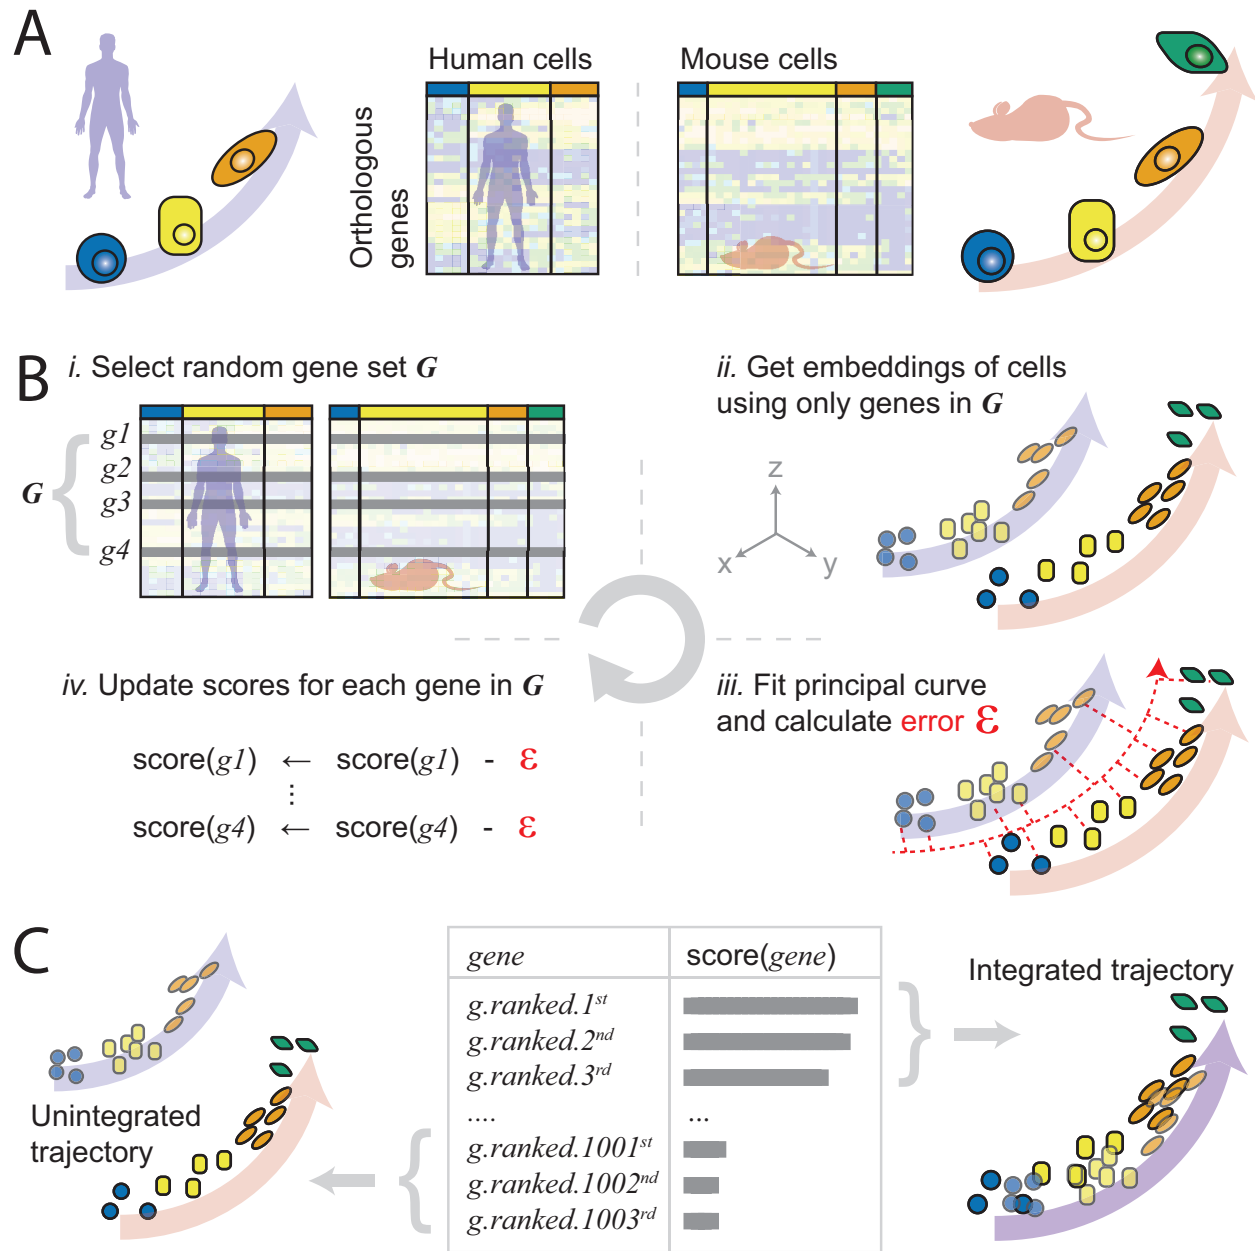 A
Human cells
Mouse cells
Orthologous
genes
B
i. Select random gene set G
g1
g2
G
g3
g4
ii. Get embeddings of cells
using only genes in G
z
x
y
iv. Update scores for each gene in G
score(g1) ← score(g1) - ε
⋮
score(g4) ← score(g4) - ε
iii. Fit principal curve
and calculate error ε
C
Unintegrated
trajectory
gene score(gene)
g.ranked.1st
g.ranked.2nd
g.ranked.3rd
.... ...
g.ranked.1001st
g.ranked.1002nd
g.ranked.1003rd
Integrated trajectory